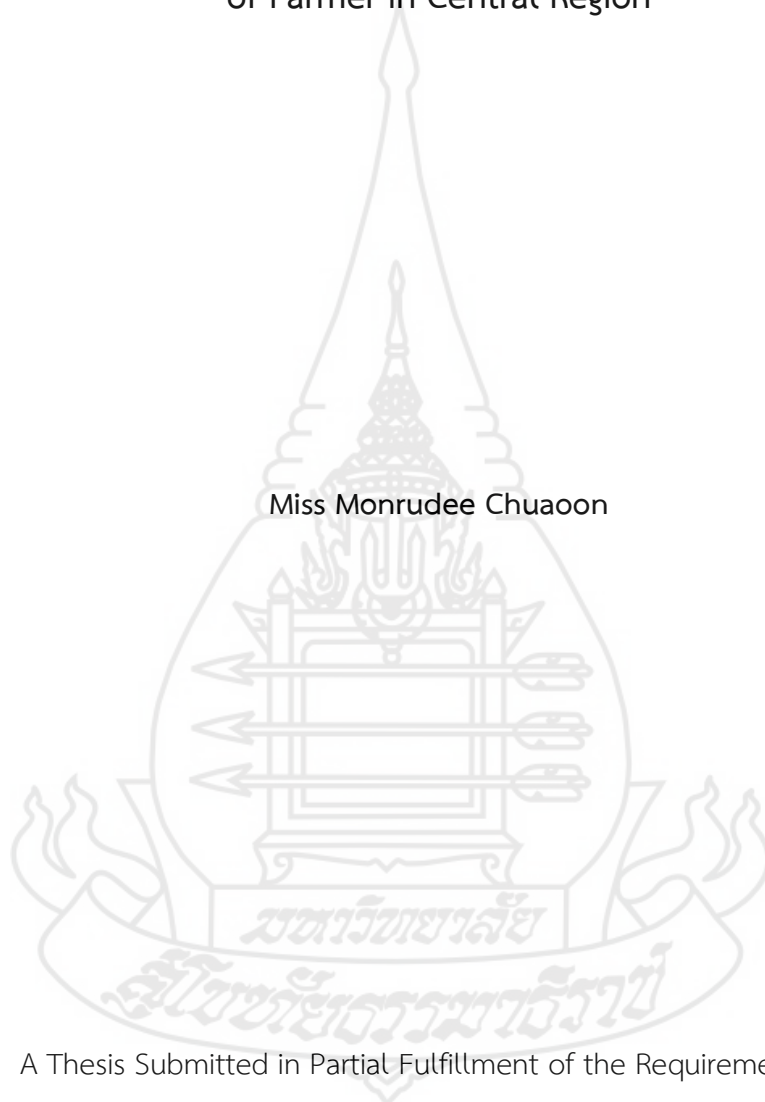 of Farmer in Central Region
Miss Monrudee Chuaoon
มหาวิทยาลัย
สุโขทัยธรรมาธิราช
A Thesis Submitted in Partial Fulfillment of the Requireme